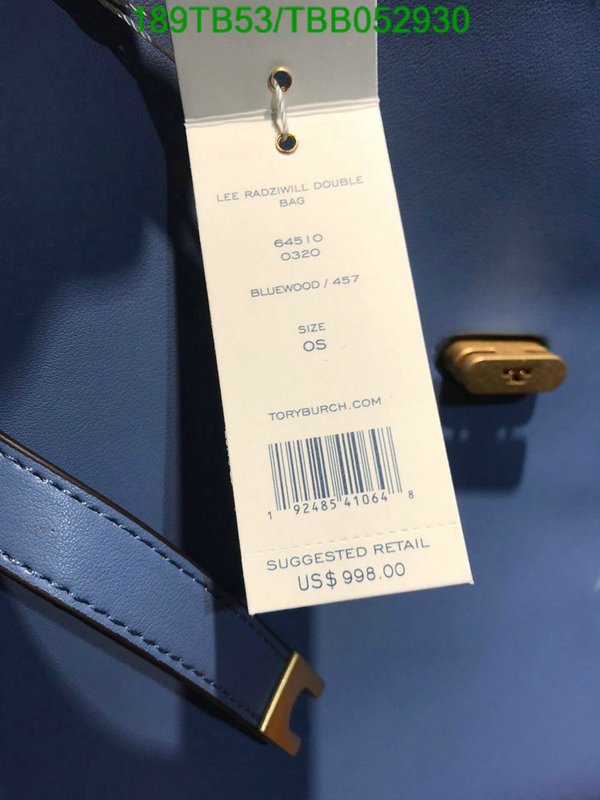 189TB53/TBB052930
LEE RADZIWILL DOUBLE
BAG
64510
0320
BLUEWOOD / 457
SIZE
OS
TORYBURCH.COM
1 92485 41064 8
SUGGESTED RETAIL
US$ 998.00